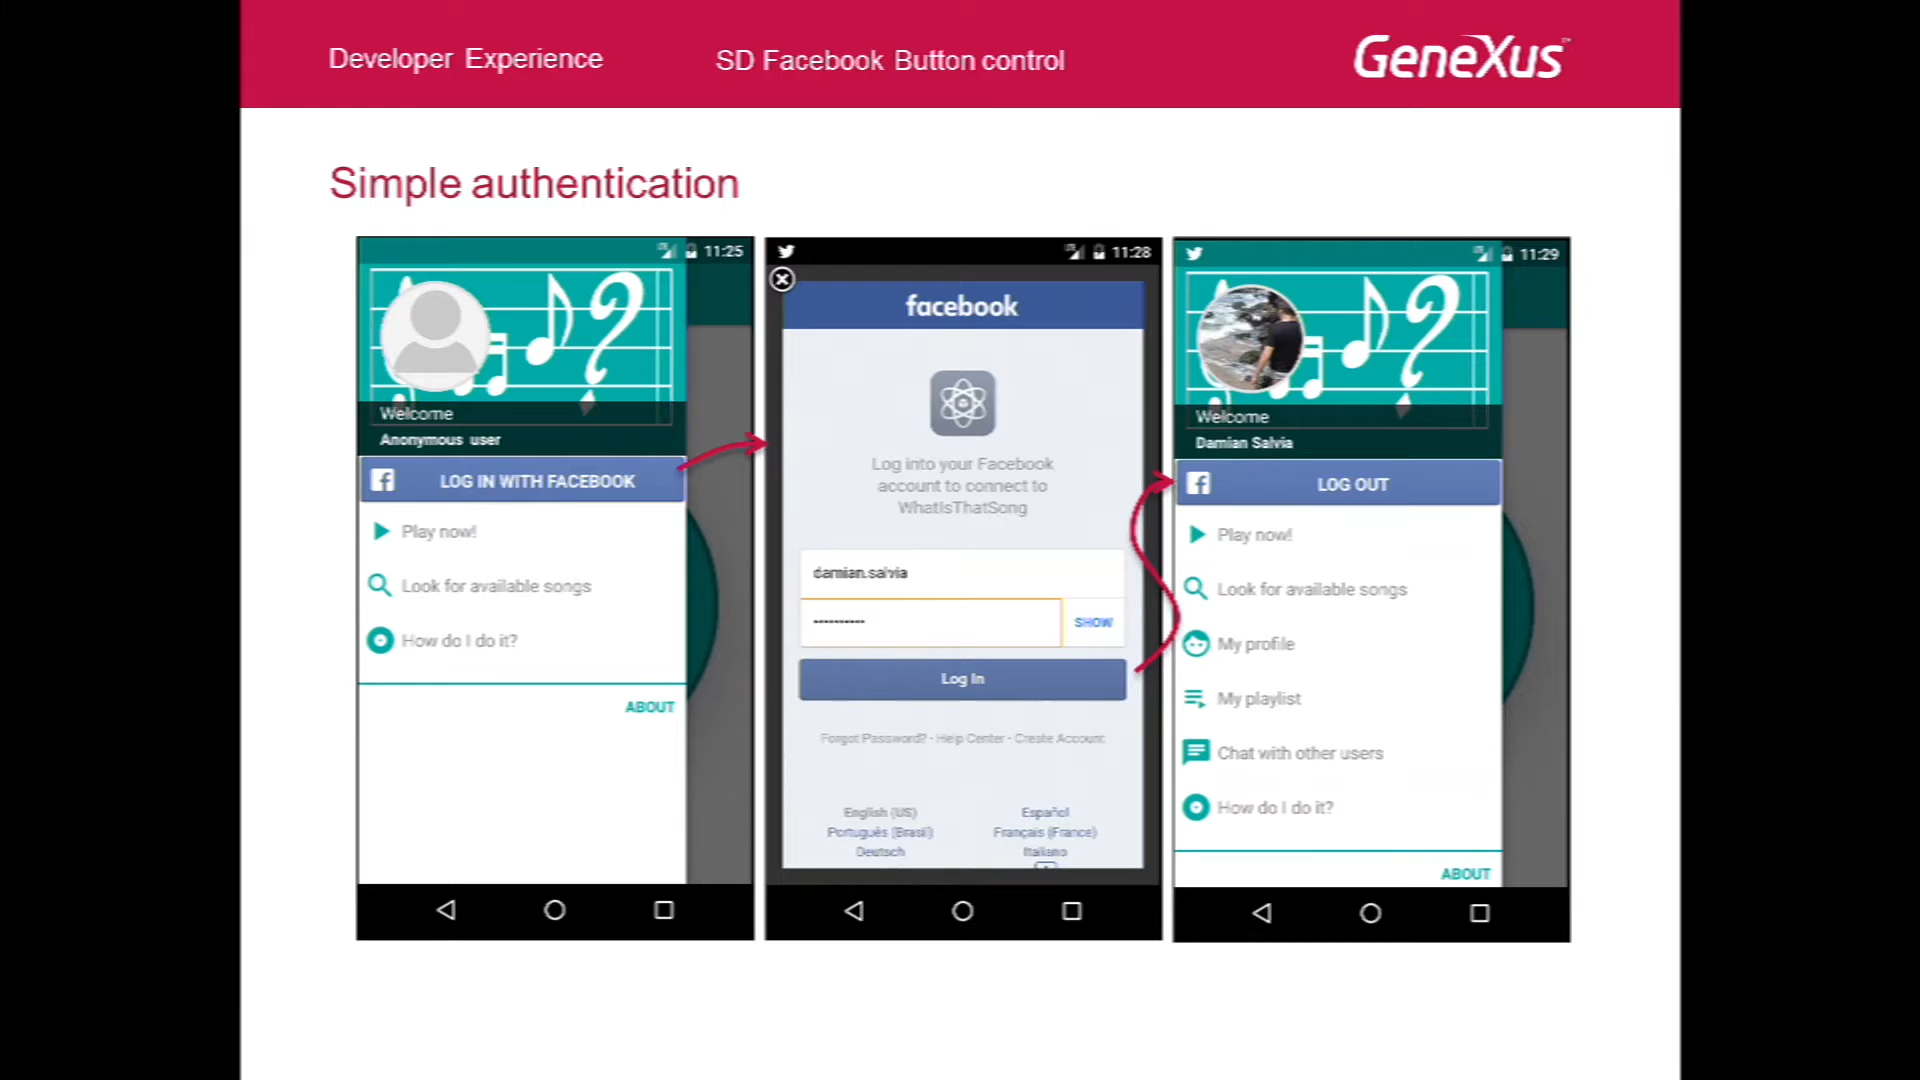 Developer Experience
SD Facebook Button control
GeneXus™
Simple authentication
11:25
Welcome
Anonymous user
LOG IN WITH FACEBOOK
Play now!
Look for available songs
How do I do it?
ABOUT
11:28
facebook
Log into your Facebook
account to connect to
WhatIsThatSong
damian.salvia
SHOW
Log In
Forgot Password? · Help Center · Create Account
English (US)
Español
Português (Brasil)
Français (France)
Deutsch
Italiano
11:29
Welcome
Damian Salvia
LOG OUT
Play now!
Look for available songs
My profile
My playlist
Chat with other users
How do I do it?
ABOUT